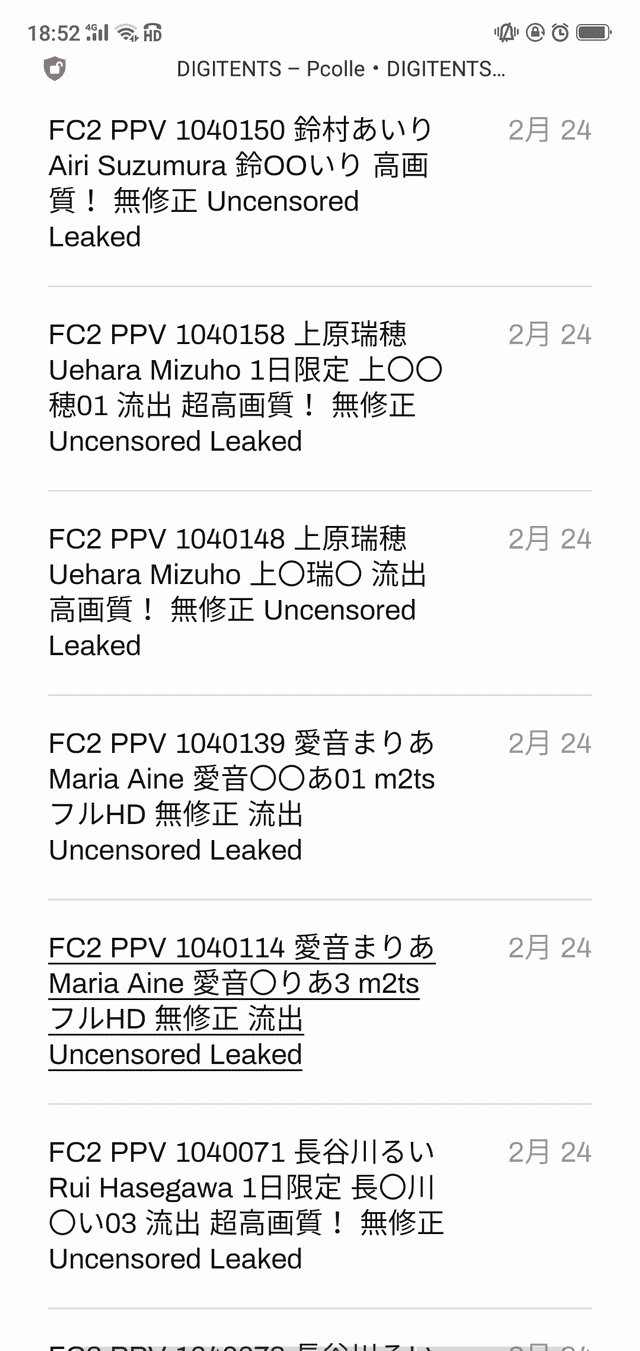 18:52 4G HD
DIGITENTS – Pcolle • DIGITENTS...
FC2 PPV 1040150 鈴村あいり 2月 24
Airi Suzumura 鈴〇〇いり 高画
質！ 無修正 Uncensored
Leaked
FC2 PPV 1040158 上原瑞穂 2月 24
Uehara Mizuho 1日限定 上〇〇
穂01 流出 超高画質！ 無修正
Uncensored Leaked
FC2 PPV 1040148 上原瑞穂 2月 24
Uehara Mizuho 上〇瑞〇 流出
高画質！ 無修正 Uncensored
Leaked
FC2 PPV 1040139 愛音まりあ 2月 24
Maria Aine 愛音〇〇あ01 m2ts
フルHD 無修正 流出
Uncensored Leaked
FC2 PPV 1040114 愛音まりあ 2月 24
Maria Aine 愛音〇りあ3 m2ts
フルHD 無修正 流出
Uncensored Leaked
FC2 PPV 1040071 長谷川るい 2月 24
Rui Hasegawa 1日限定 長〇川
〇い03 流出 超高画質！ 無修正
Uncensored Leaked